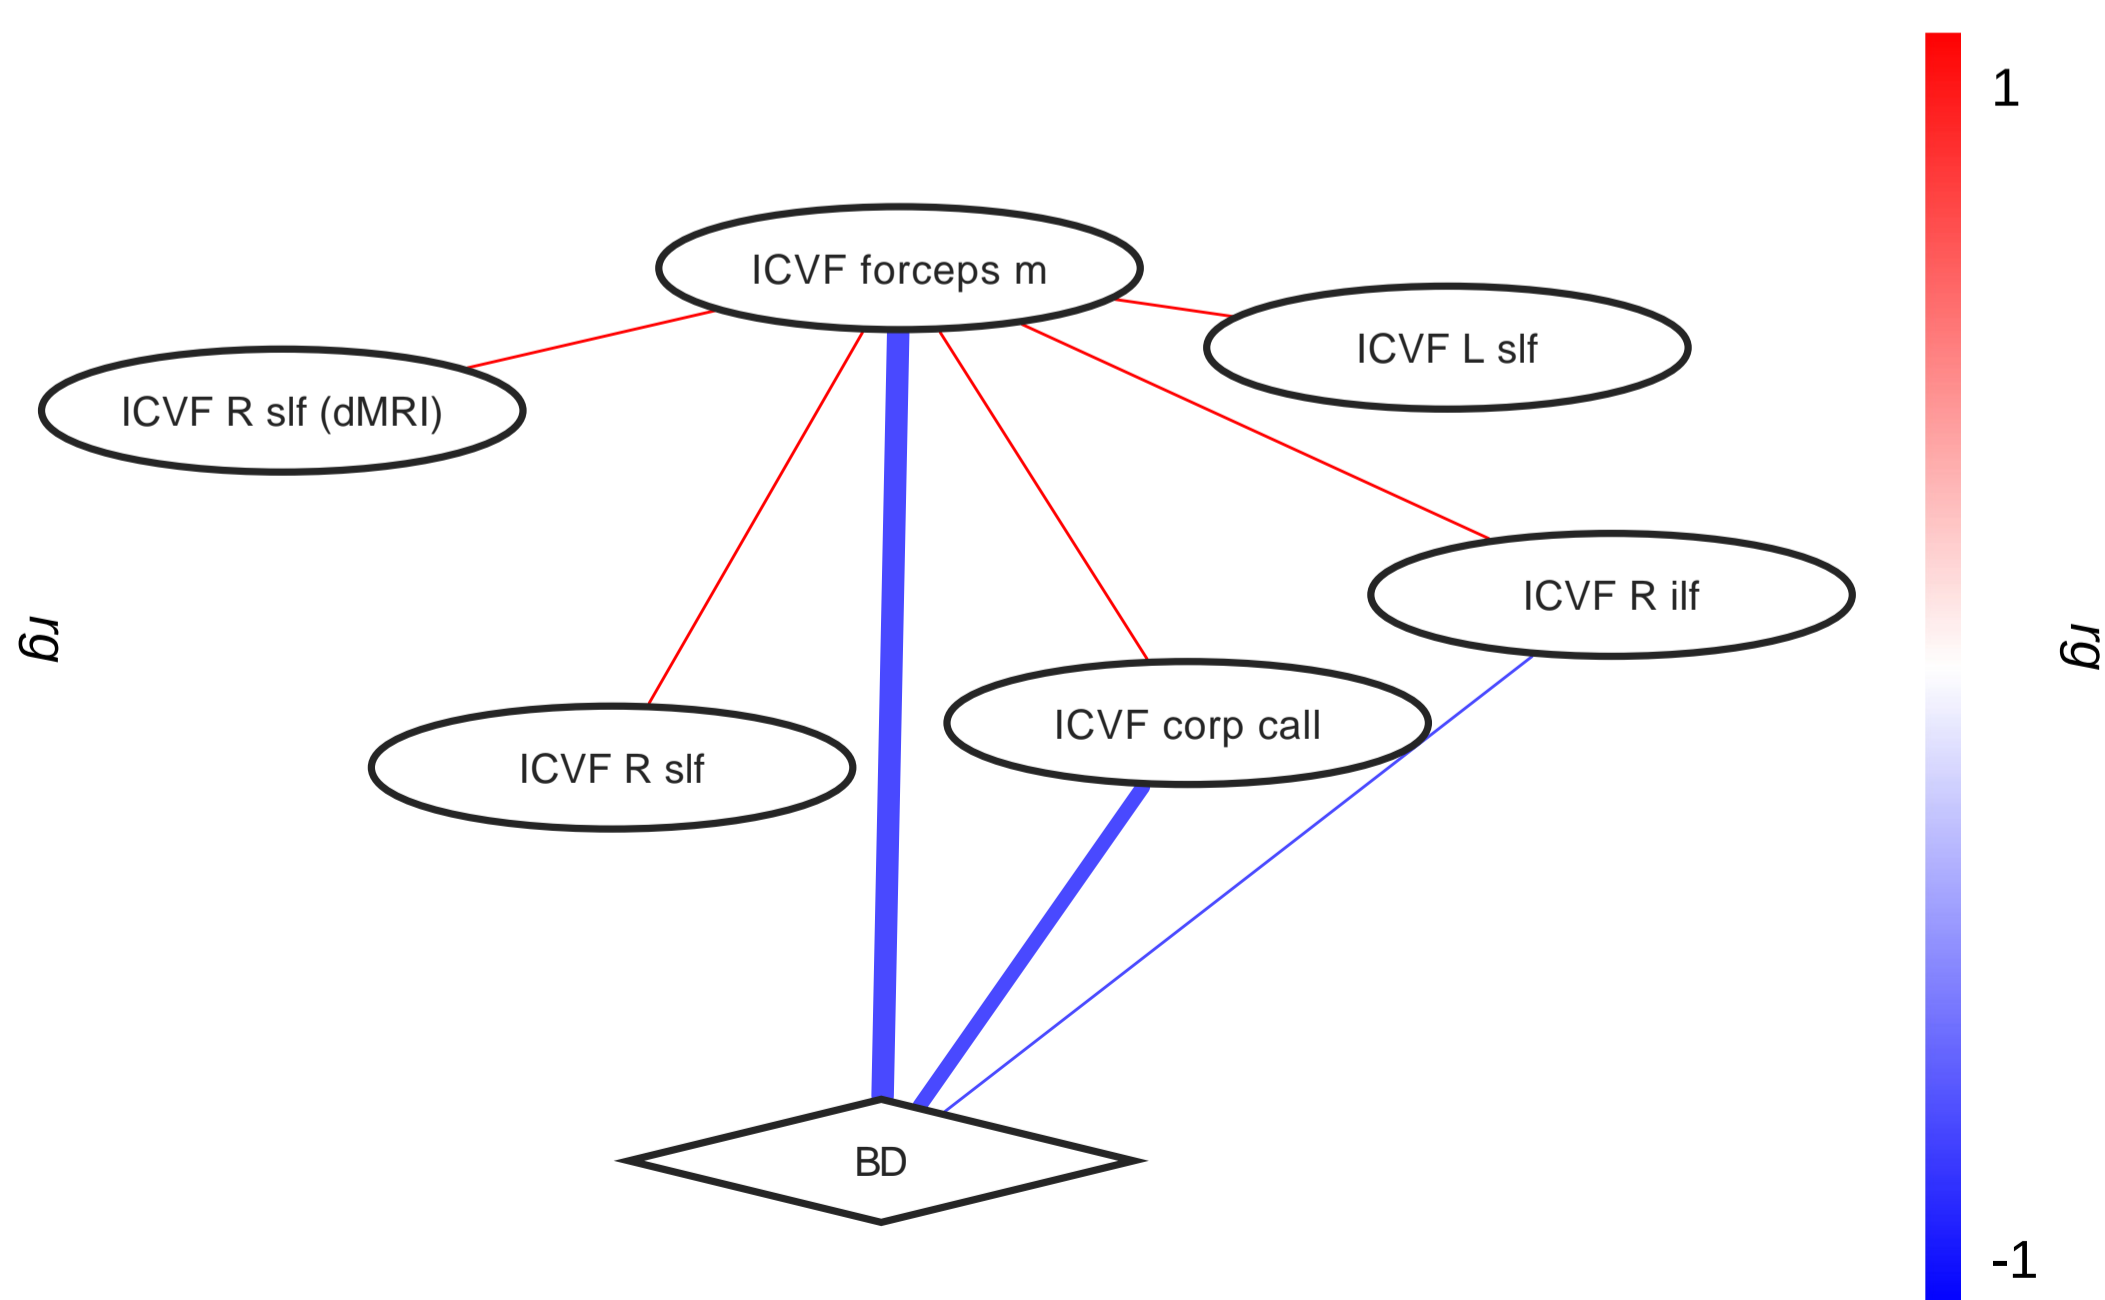 1
ICVF forceps m
ICVF L slf
ICVF R slf (dMRI)
ICVF R ilf
rg
rg
ICVF corp call
ICVF R slf
BD
-1